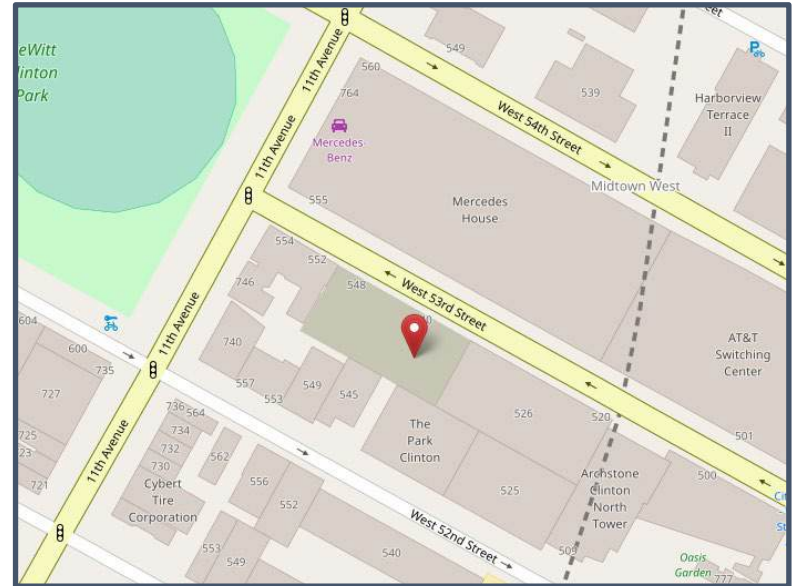 eWitt
linton
Park
11th Avenue
549
560
764
Mercedes
Benz
West 54th Street
539
Harborview
Terrace
II
Midtown West
555
Mercedes
House
11th Avenue
554
552
548
West 53rd Street
746
604
600
735
740
557
553
549
545
AT&T
Switching
Center
727
725
23
721
736
564
734
732
730
562
Cybert
Tire
Corporation
11th Avenue
11th Avenue
The
Park
Clinton
526
520
501
525
500
Archstone
Clinton
North
Tower
556
552
553
549
540
West 52nd Street
509
Oasis
Garden
777